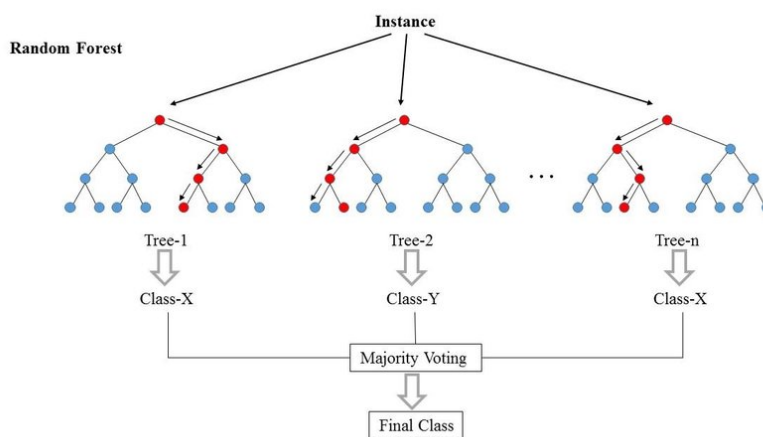 Instance
Random Forest
...
Tree-1
Tree-2
Tree-n
Class-X
Class-Y
Class-X
Majority Voting
Final Class